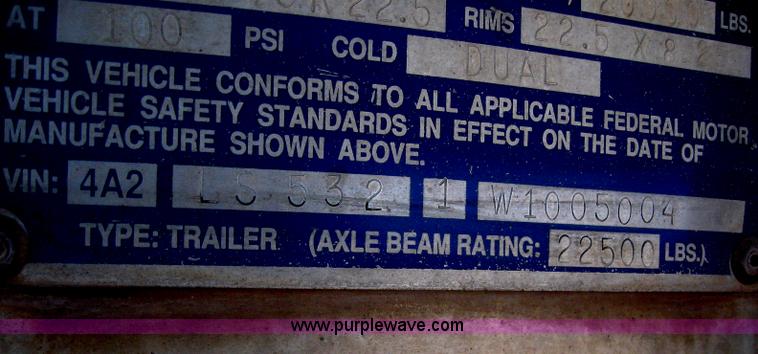 AT 100 PSI COLD DUAL RIMS 22.5 X 8.2 LBS.
THIS VEHICLE CONFORMS TO ALL APPLICABLE FEDERAL MOTOR
VEHICLE SAFETY STANDARDS IN EFFECT ON THE DATE OF
MANUFACTURE SHOWN ABOVE.
VIN: 4A2 LS 532 1 W1005004
TYPE: TRAILER (AXLE BEAM RATING: 22500 LBS.)
www.purplewave.com